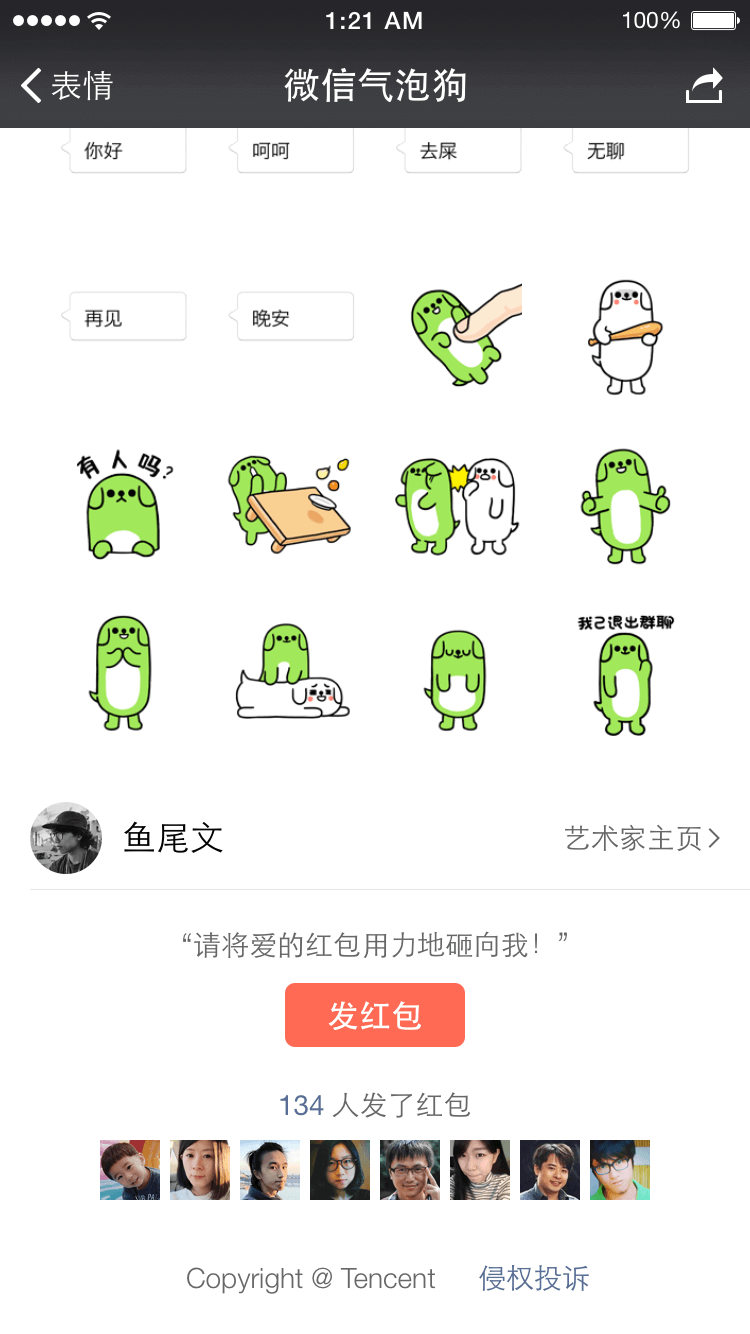 1:21 AM
100%
表情
微信气泡狗
你好
呵呵
去屎
无聊
再见
晚安
有人吗?
我已退出群聊
鱼尾文
艺术家主页
“请将爱的红包用力地砸向我！”
发红包
134 人发了红包
Copyright @ Tencent
侵权投诉